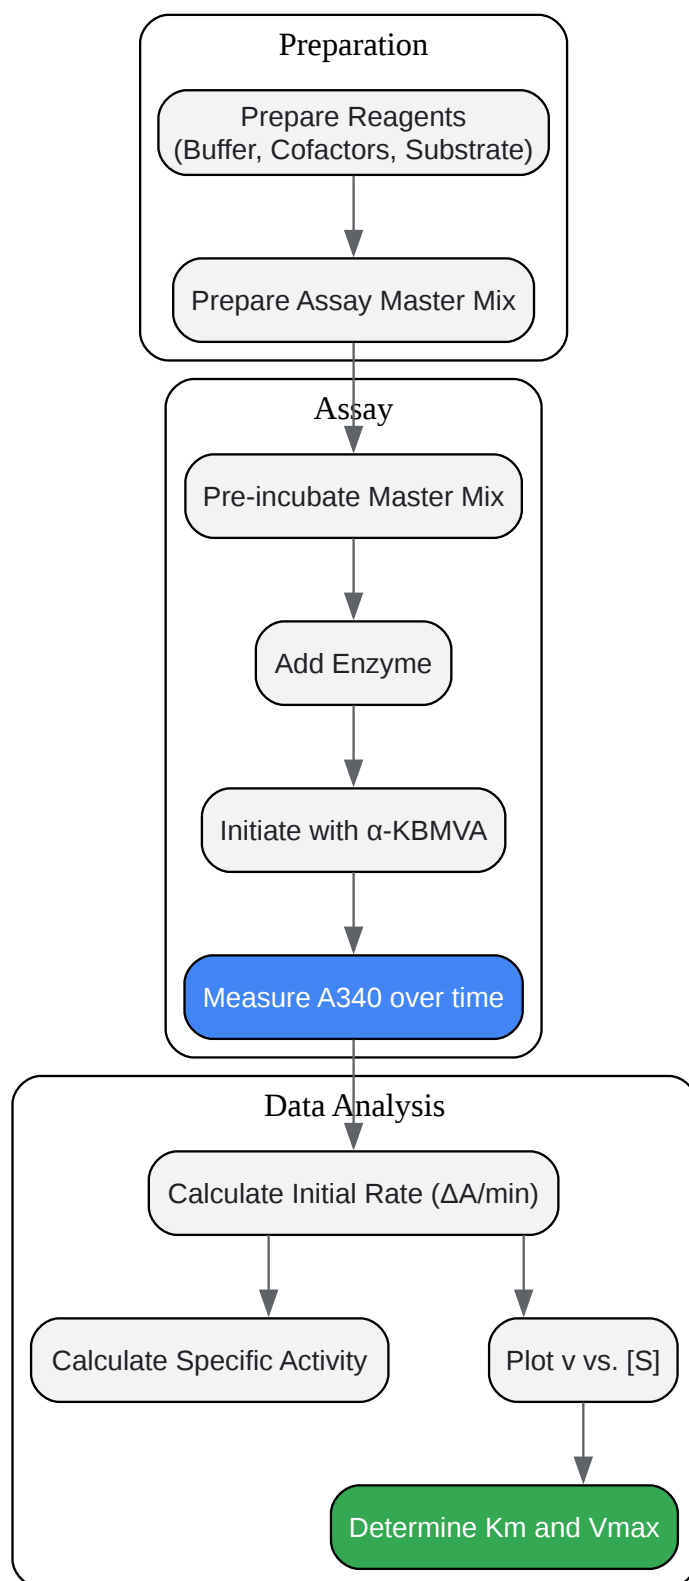 Preparation
Prepare Reagents
(Buffer, Cofactors, Substrate)
Prepare Assay Master Mix
Assay
Pre-incubate Master Mix
Add Enzyme
Initiate with α-KBMVA
Measure A340 over time
Data Analysis
Calculate Initial Rate (ΔA/min)
Calculate Specific Activity
Plot v vs. [S]
Determine Km and Vmax